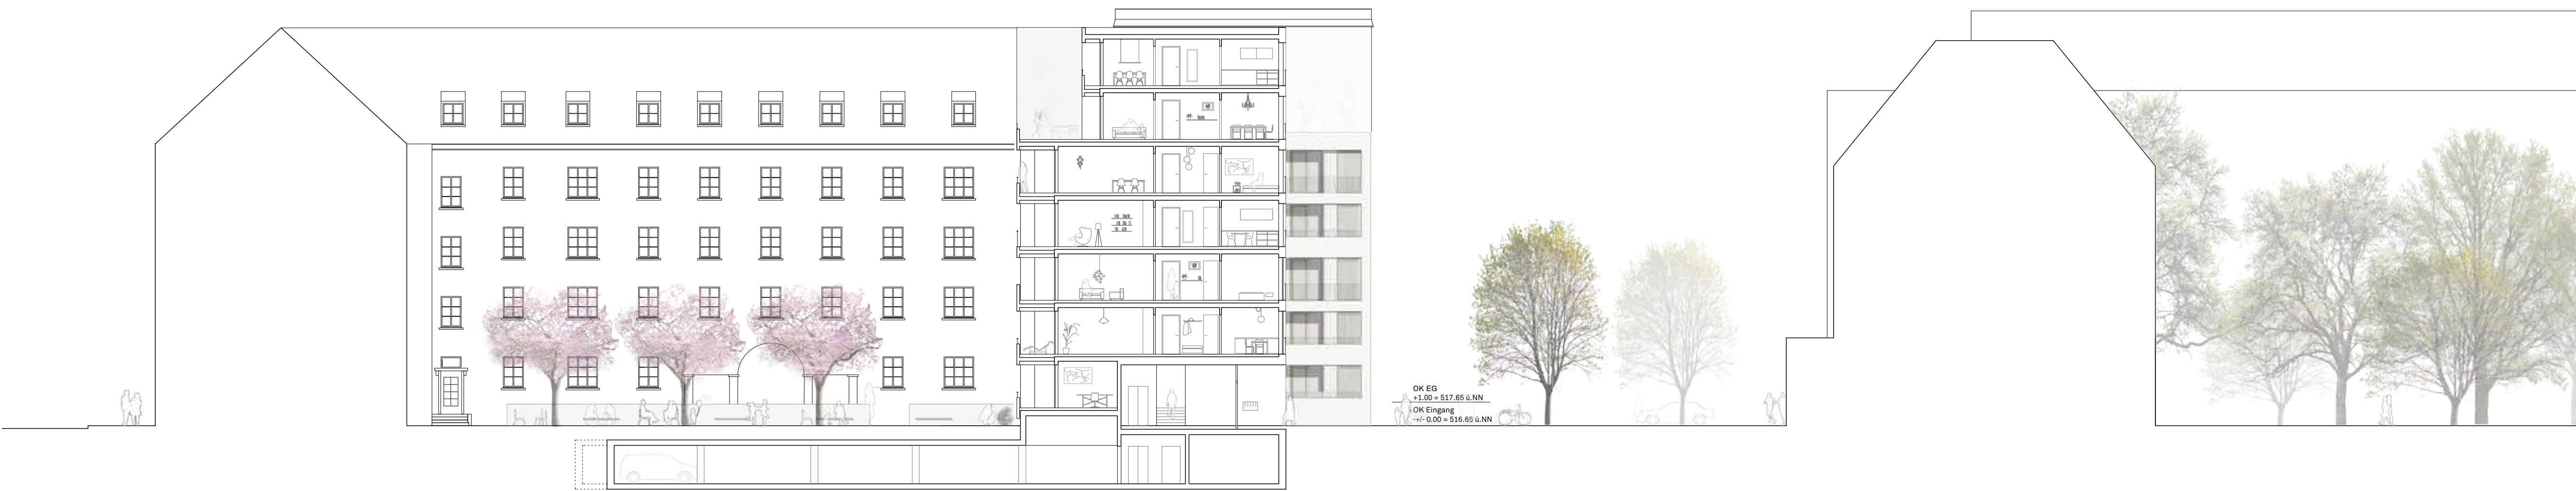 OK EG
+1.00 = 517.65 ü.NN
OK Eingang
+/- 0.00 = 516.65 ü.NN